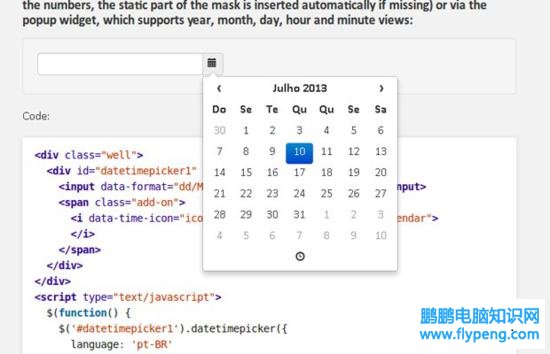 the numbers, the static part of the mask is inserted automatically if missing) or via the
popup widget, which supports year, month, day, hour and minute views:
‹ Julho 2013 ›
Do Se Te Qu Qu Se Sa
30 1 2 3 4 5 6
7 8 9 10 11 12 13
14 15 16 17 18 19 20
21 22 23 24 25 26 27
28 29 30 31 1 2 3
4 5 6 7 8 9 10
Code:
<div class="well">
<div id="datetimepicker1"
<input data-format="dd/M nput>
<span class="add-on">
<i data-time-icon="ico endar">
</i>
</span>
</div>
</div>
<script type="text/javascript">
$(function() {
$('#datetimepicker1').datetimepicker({
language: 'pt-BR'
鹏鹏电脑知识网
www.flypeng.com